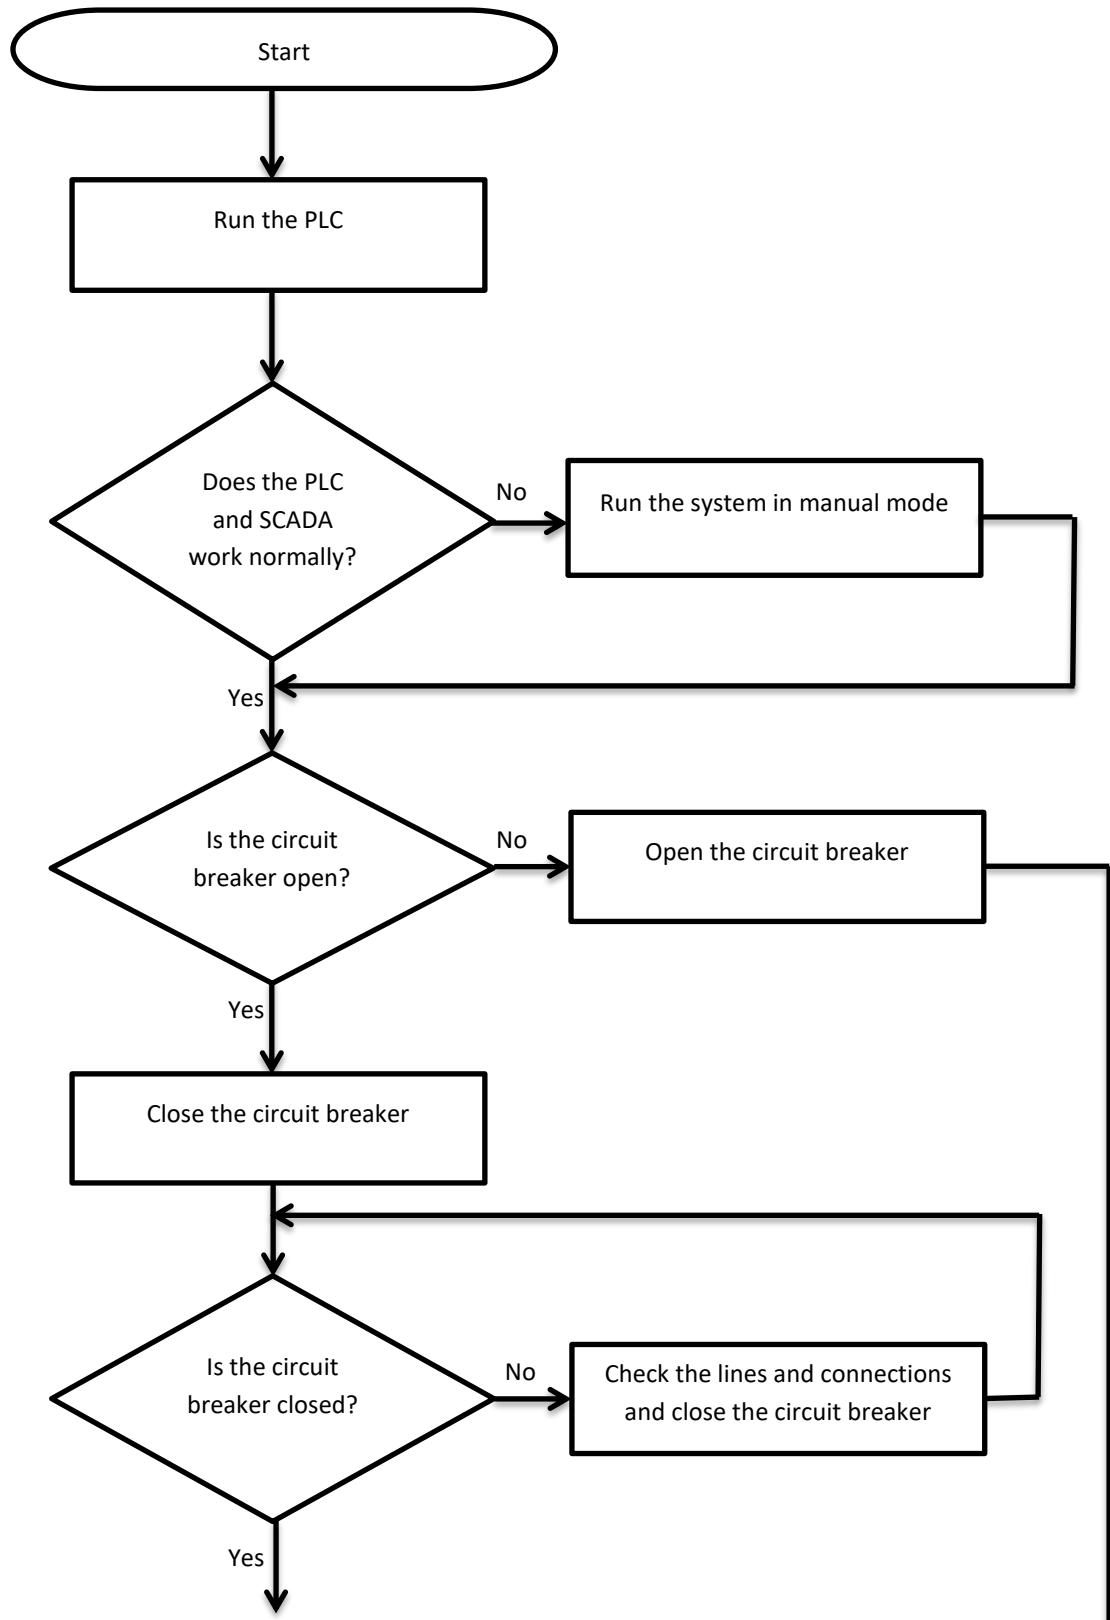 Start
Run the PLC
Does the PLC
and SCADA
work normally?
No
Run the system in manual mode
Yes
Is the circuit
breaker open?
No
Open the circuit breaker
Yes
Close the circuit breaker
Is the circuit
breaker closed?
No
Check the lines and connections
and close the circuit breaker
Yes